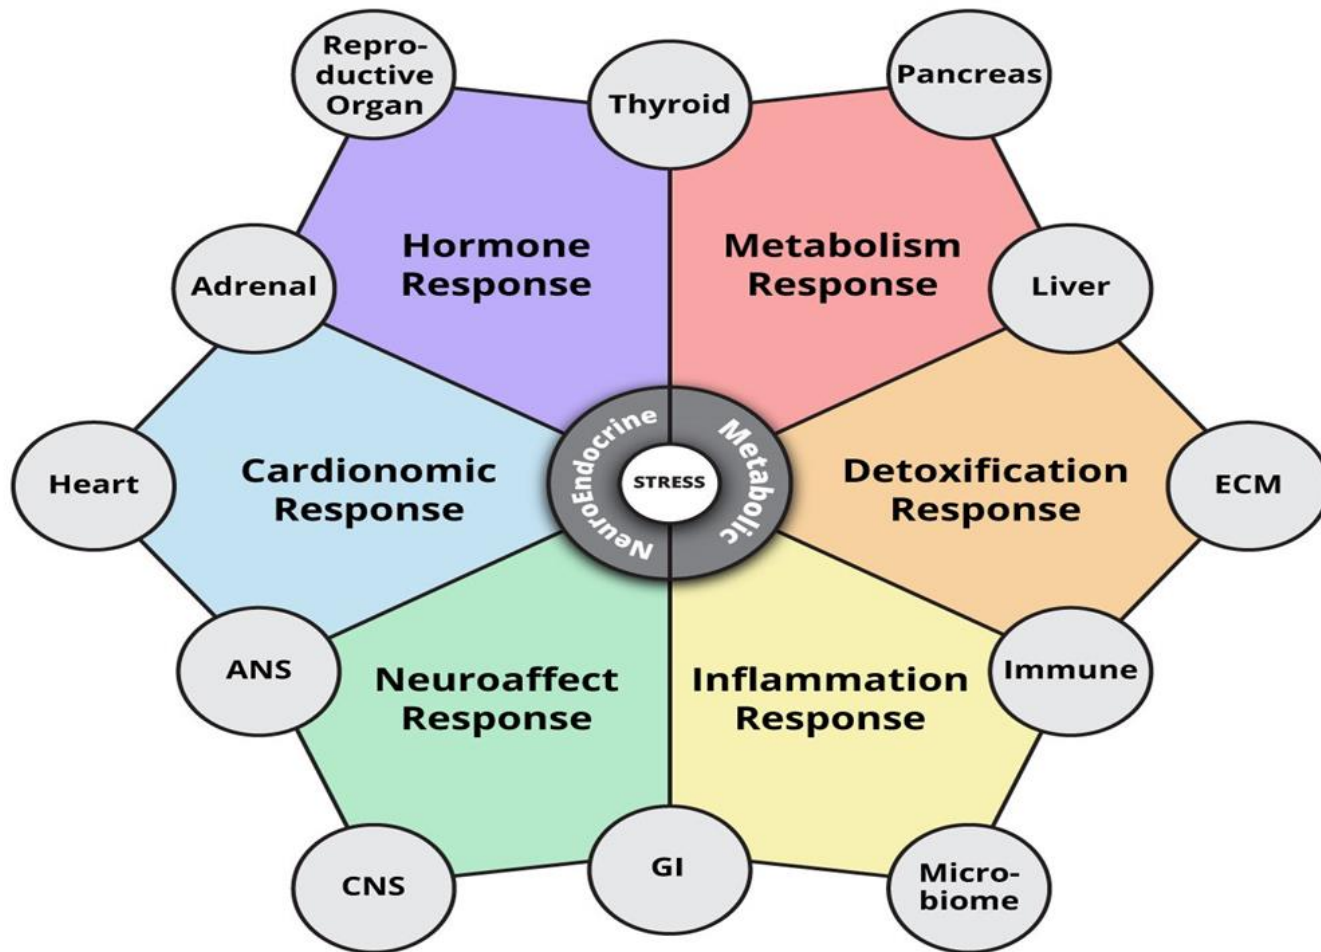 Repro-
ductive
Organ
Thyroid
Pancreas
Hormone
Response
Metabolism
Response
Adrenal
Liver
NeuroEndocrine
Metabolic
STRESS
Heart
Cardionomic
Response
Detoxification
Response
ECM
ANS
Neuroaffect
Response
Inflammation
Response
Immune
CNS
GI
Micro-
biome